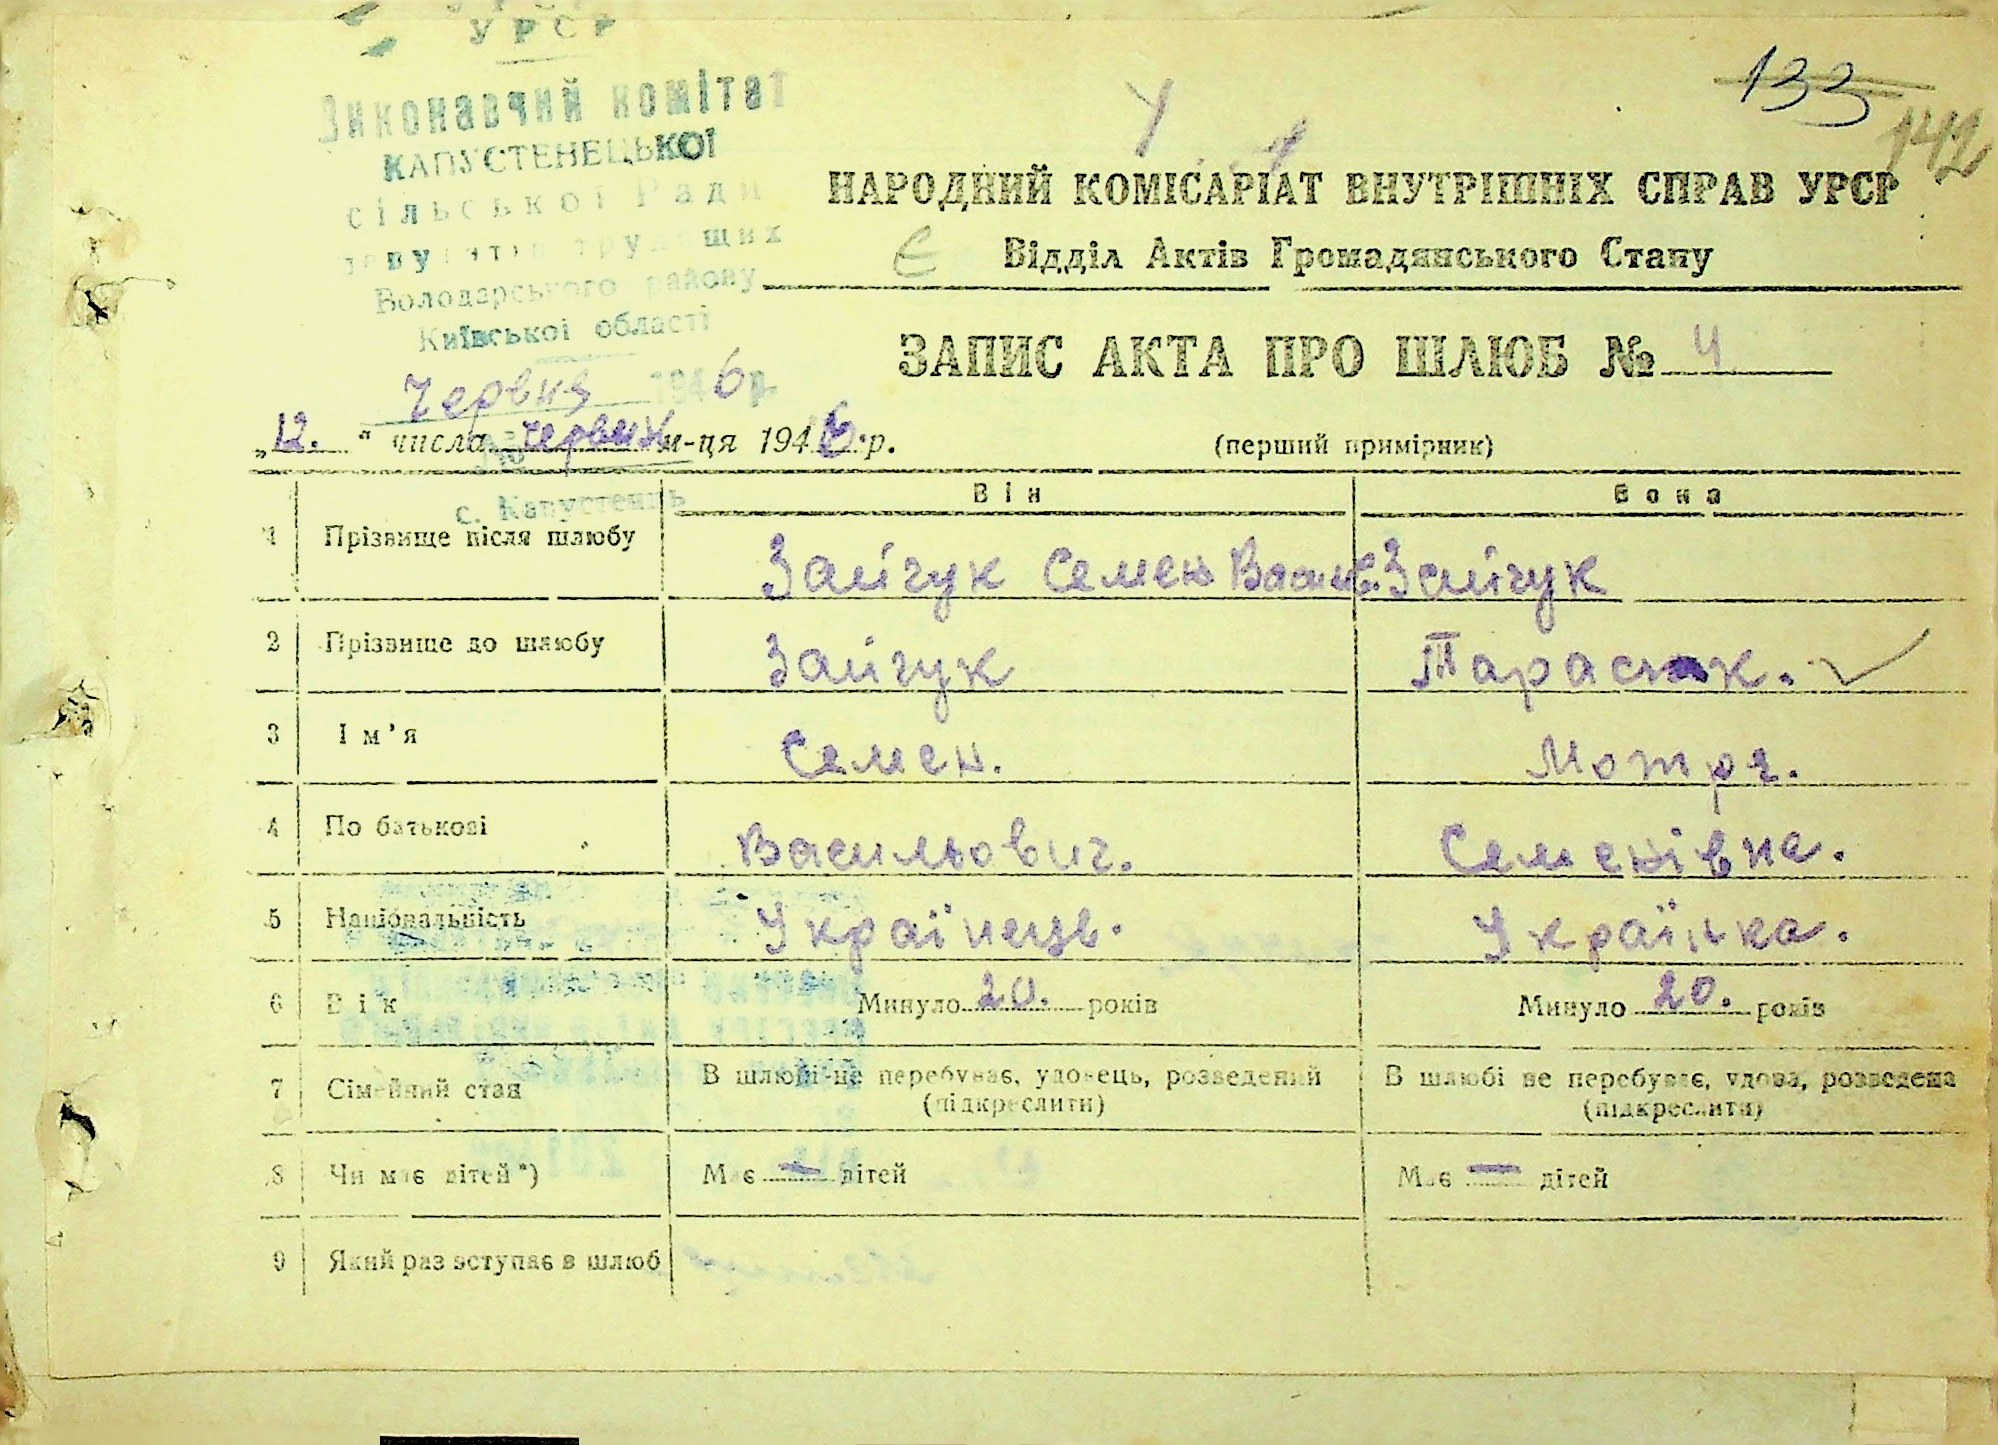 УРСР
Виконавчий комітет
КАПУСТЕНЕЦЬКОЇ
сільської Ради
депутатів трудящих
Володарського району
Київської області
Червня 1946 р.
с. Капустенць
133
142
НАРОДНИЙ КОМІСАРІАТ ВНУТРІШНІХ СПРАВ УРСР
Є Відділ Актів Громадянського Стану
ЗАПИС АКТА ПРО ШЛЮБ № 4
„12.“ числа червня м-ця 1946 р.
(перший примірник)
Він Вона
1 Прізвище після шлюбу Зайчук Семен Васил. Зайчук
2 Прізвище до шлюбу Зайчук Тарасюк.
3 Ім'я Семен. Мотря.
4 По батькові Васильович. Семенівна.
5 Національність Українець. Українка.
6 Вік Минуло 20. років Минуло 20. років
7 Сімейний стан В шлюбі не перебуває, удовець, розведений (підкреслити) В шлюбі не перебуває, удова, розведена (підкреслити)
8 Чи має дітей*) Має — дітей Має — дітей
9 Який раз вступає в шлюб